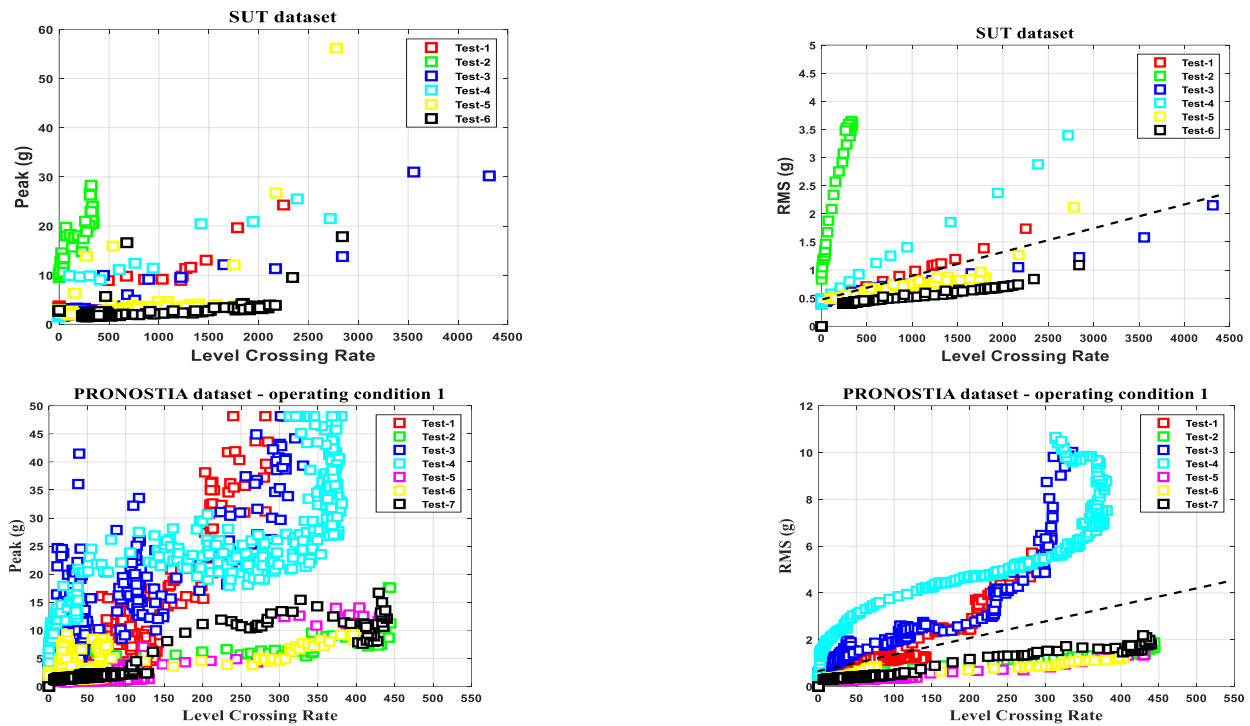 SUT dataset
Peak (g)
60
50
40
30
20
10
0
0 500 1000 1500 2000 2500 3000 3500 4000 4500
Level Crossing Rate
Test-1
Test-2
Test-3
Test-4
Test-5
Test-6
SUT dataset
RMS (g)
5
4.5
4
3.5
3
2.5
2
1.5
1
0.5
0
0 500 1000 1500 2000 2500 3000 3500 4000 4500
Level Crossing Rate
Test-1
Test-2
Test-3
Test-4
Test-5
Test-6
PRONOSTIA dataset - operating condition 1
Peak (g)
50
45
40
35
30
25
20
15
10
5
0
0 50 100 150 200 250 300 350 400 450 500 550
Level Crossing Rate
Test-1
Test-2
Test-3
Test-4
Test-5
Test-6
Test-7
PRONOSTIA dataset - operating condition 1
RMS (g)
12
10
8
6
4
2
0
0 50 100 150 200 250 300 350 400 450 500 550
Level Crossing Rate
Test-1
Test-2
Test-3
Test-4
Test-5
Test-6
Test-7